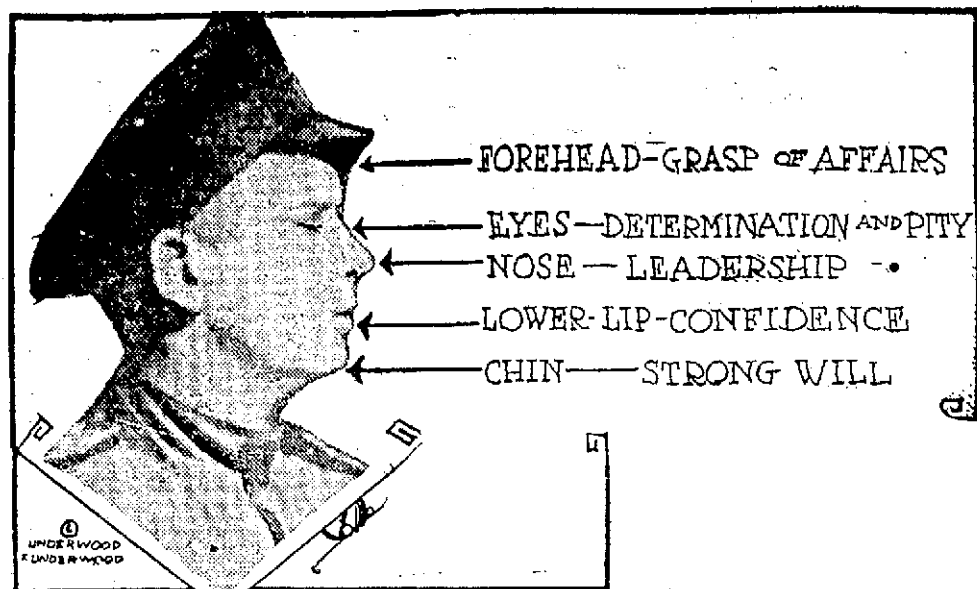 FOREHEAD-GRASP OF AFFAIRS
EYES—DETERMINATION AND PITY
NOSE — LEADERSHIP -•
LOWER-LIP-CONFIDENCE
CHIN — STRONG WILL
©
UNDERWOOD
& UNDERWOOD